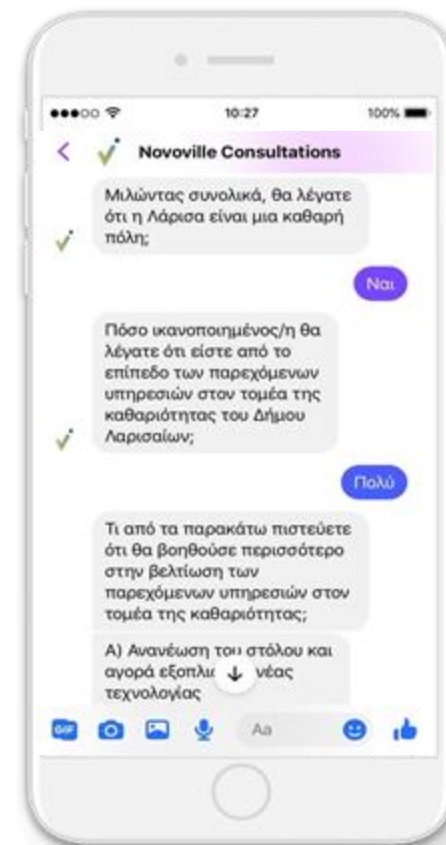 10:27
100%
Novoville Consultations
Μιλώντας συνολικά, θα λέγατε
ότι η Λάρισα είναι μια καθαρή
πόλη;
Ναι
Πόσο ικανοποιημένος/η θα
λέγατε ότι είστε από το
επίπεδο των παρεχόμενων
υπηρεσιών στον τομέα της
καθαριότητας του Δήμου
Λαρισαίων;
Πολύ
Τι από τα παρακάτω πιστεύετε
ότι θα βοηθούσε περισσότερο
στην βελτίωση των
παρεχόμενων υπηρεσιών στον
τομέα της καθαριότητας;
Α) Ανανέωση του στόλου και
αγορά νέας
τεχνολογίας
GIF
Aa